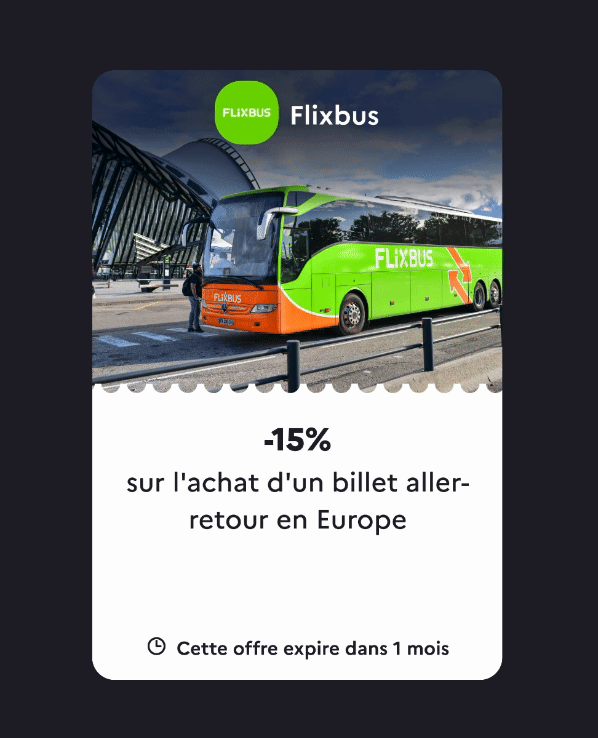 FLiXBUS Flixbus
FLiXBUS
FLiXBUS
-15%
sur l'achat d'un billet aller-
retour en Europe
Cette offre expire dans 1 mois